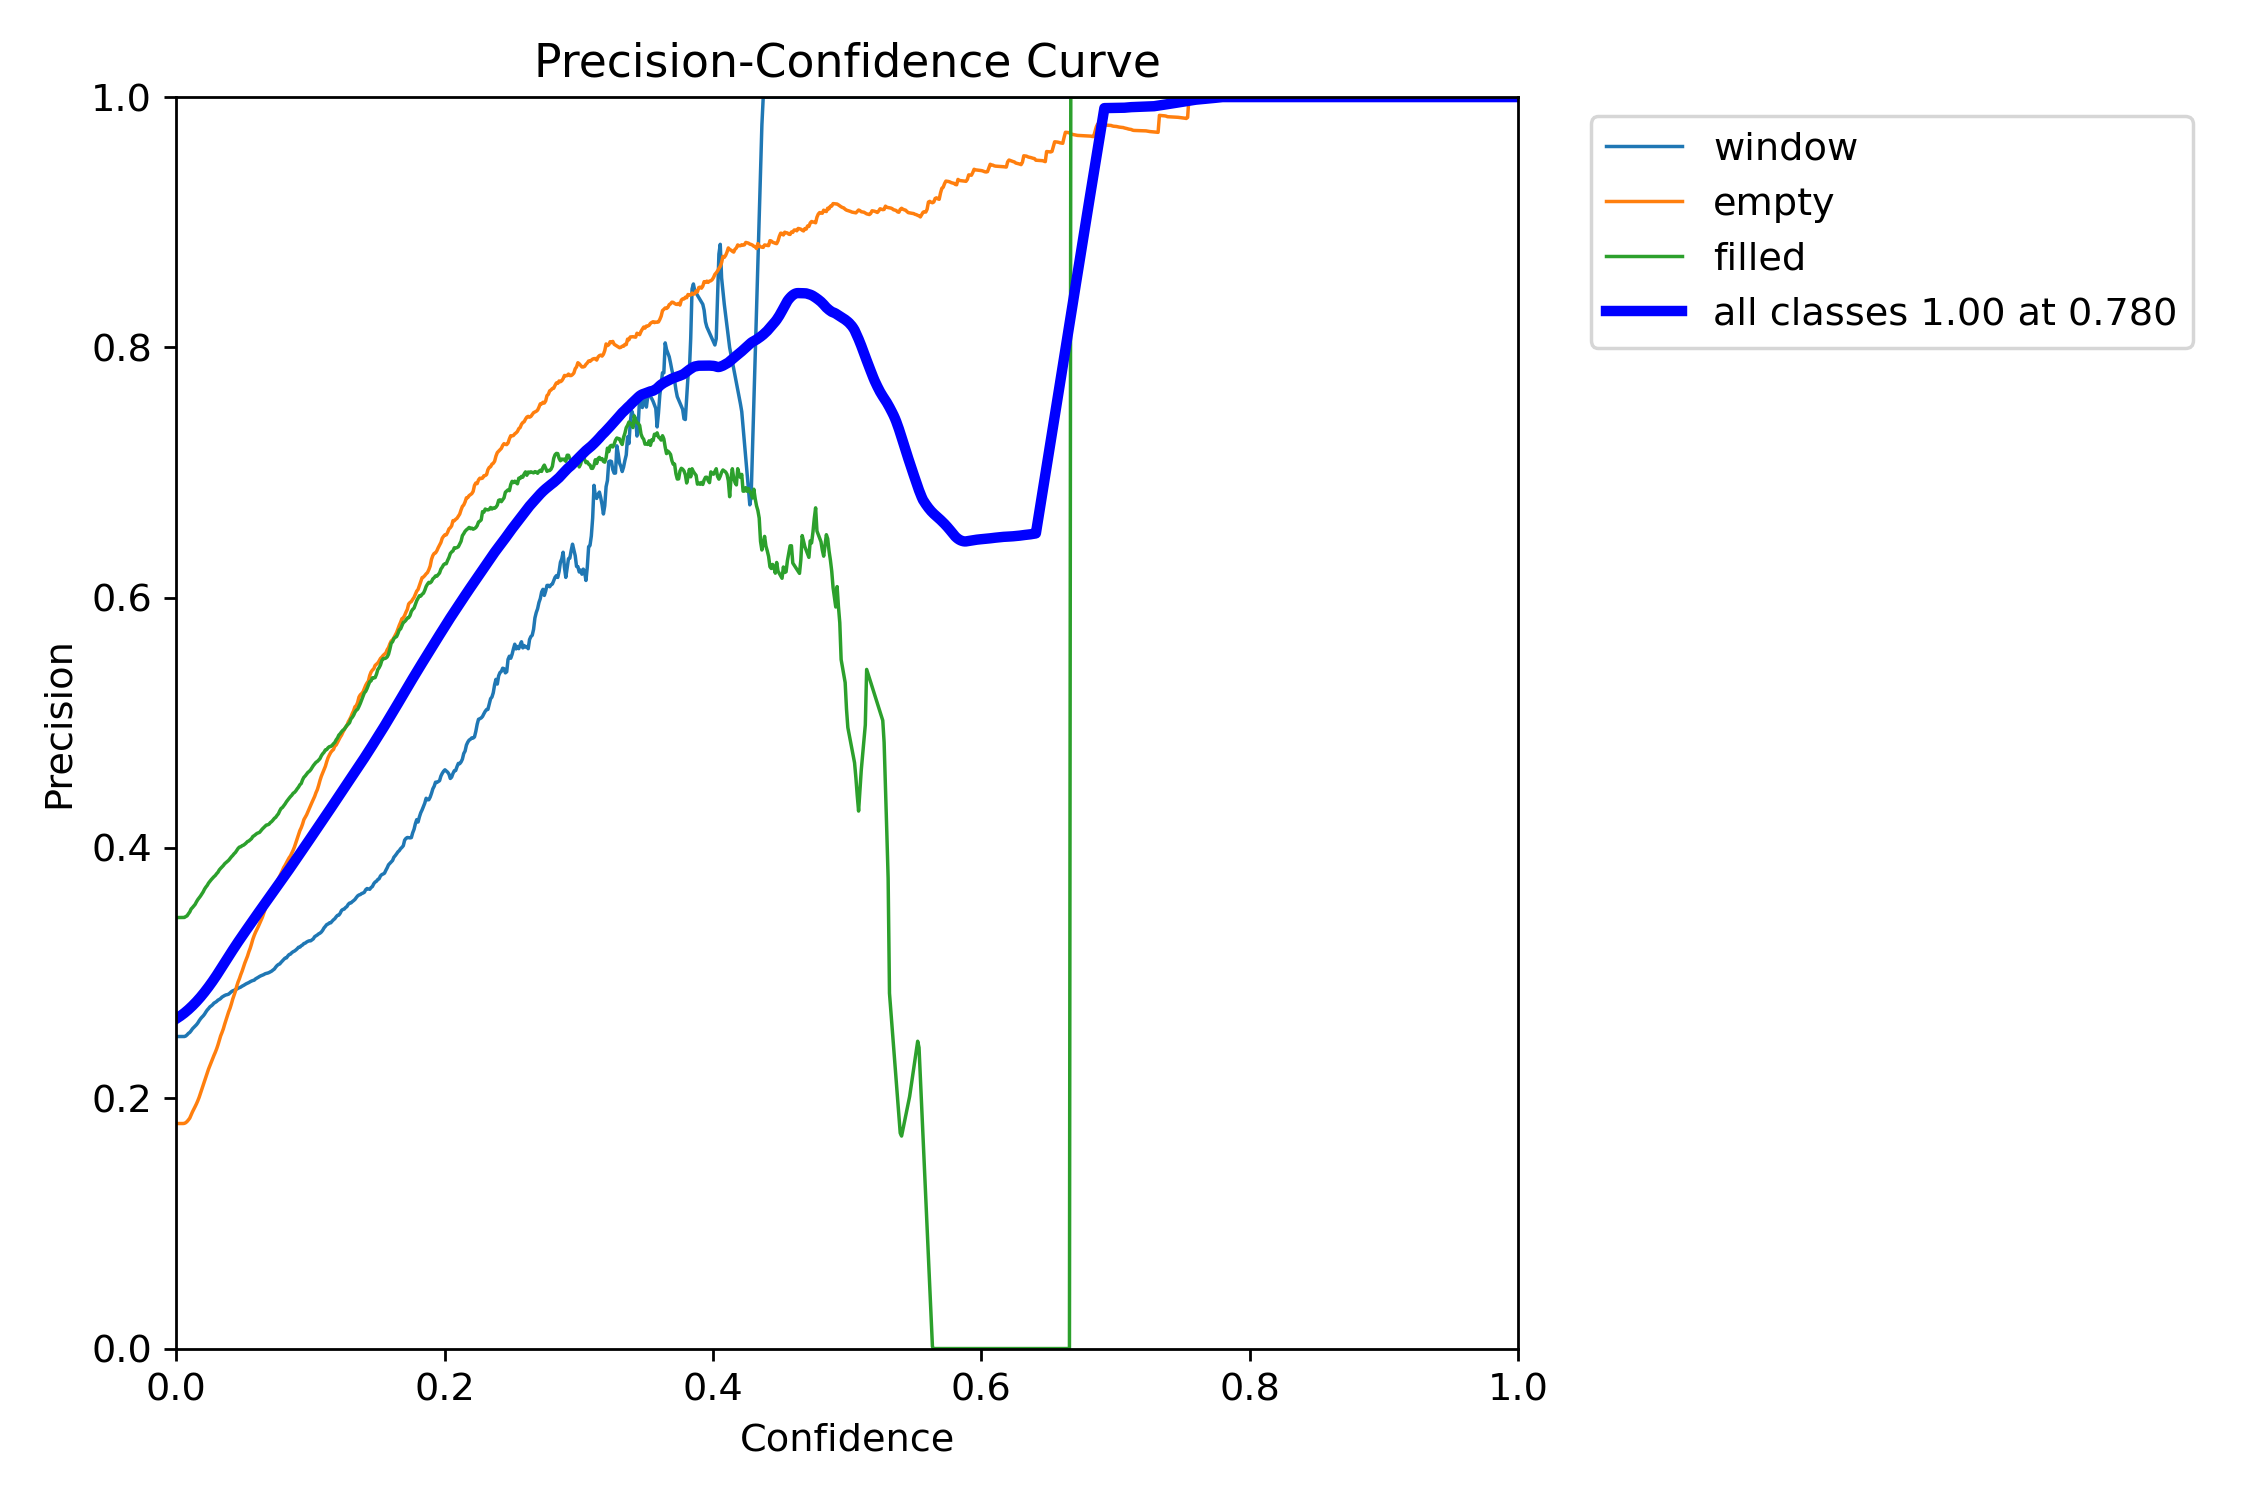 Precision-Confidence Curve
1.0
0.8
0.6
0.4
0.2
0.0
Precision
0.0 0.2 0.4 0.6 0.8 1.0
Confidence
window
empty
filled
all classes 1.00 at 0.780